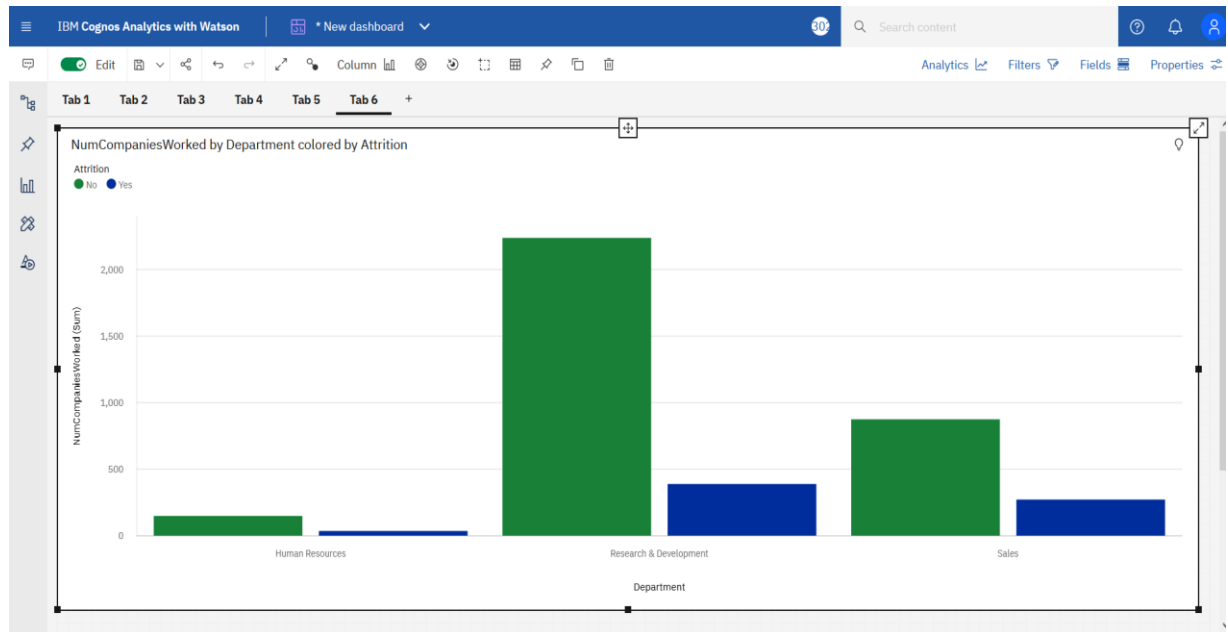 IBM Cognos Analytics with Watson
* New dashboard
302
Search content
Edit
Column
Analytics
Filters
Fields
Properties
Tab 1
Tab 2
Tab 3
Tab 4
Tab 5
Tab 6
+
NumCompaniesWorked by Department colored by Attrition
Attrition
No
Yes
NumCompaniesWorked (Sum)
2,000
1,500
1,000
500
0
Human Resources
Research & Development
Sales
Department